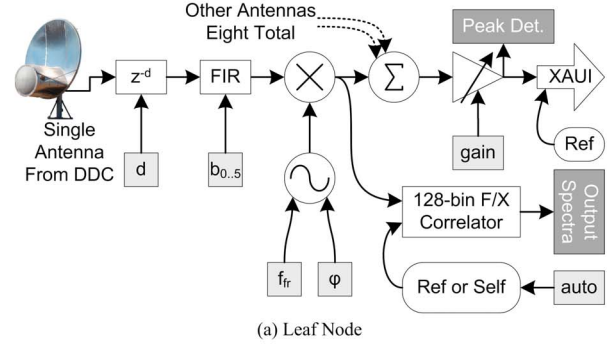 Other Antennas
Eight Total
Peak Det.
z-d
FIR
Σ
XAUI
Single
Antenna
From DDC
d
b0..5
gain
Ref
128-bin F/X
Correlator
Output
Spectra
ffr
φ
Ref or Self
auto
(a) Leaf Node